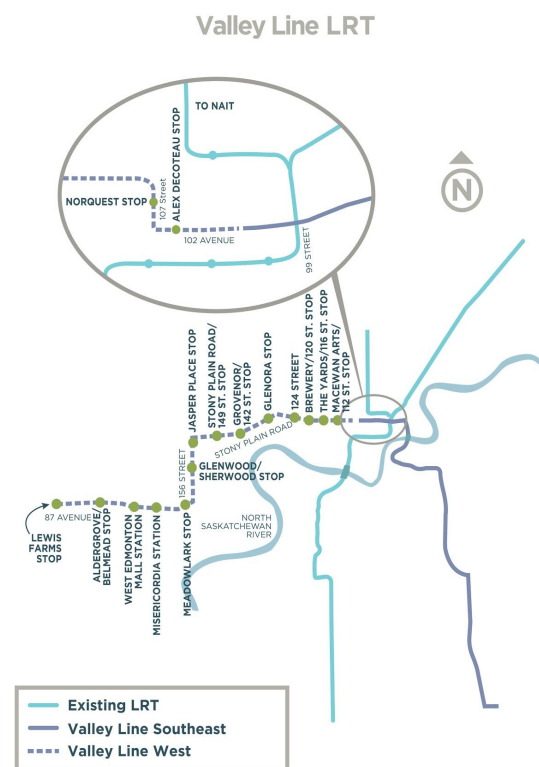 Valley Line LRT
TO NAIT
ALEX DECOTEAU STOP
NORQUEST STOP
107 Street
102 AVENUE
99 STREET
N
JASPER PLACE STOP
STONY PLAIN ROAD/
149 ST. STOP
GROVENOR/
142 ST. STOP
GLENORA STOP
124 STREET
BREWERY/120 ST. STOP
THE YARDS/116 ST. STOP
MACEWAN ARTS/
112 ST. STOP
STONY PLAIN ROAD
156 STREET
GLENWOOD/
SHERWOOD STOP
87 AVENUE
LEWIS
FARMS
STOP
ALDERGROVE/
BELMEAD STOP
WEST EDMONTON
MALL STATION
MISERICORDIA STATION
MEADOWLARK STOP
NORTH
SASKATCHEWAN
RIVER
Existing LRT
Valley Line Southeast
Valley Line West